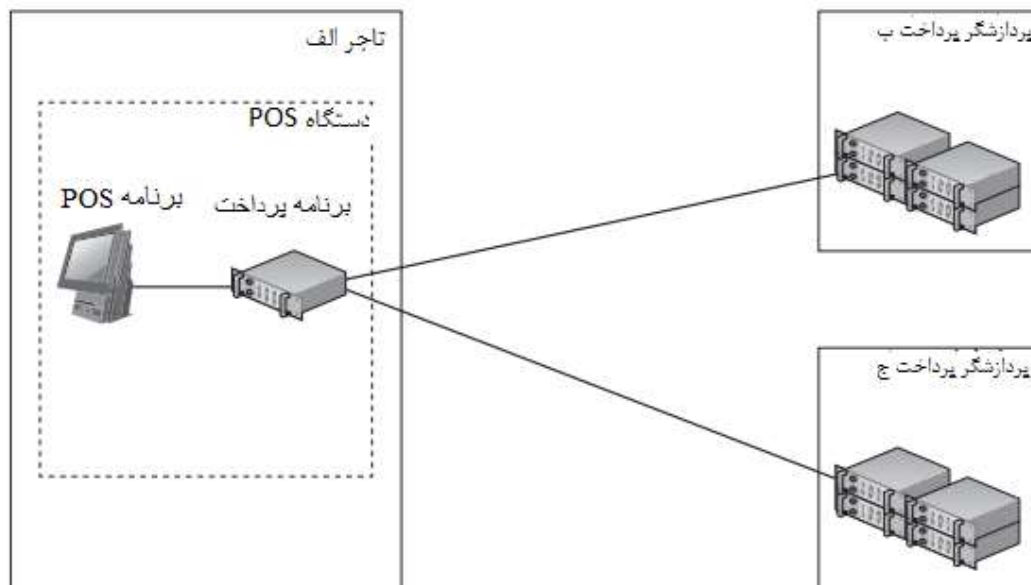 تاجر الف
پردازشگر پرداخت ب
دستگاه POS
برنامه POS
برنامه پرداخت
پردازشگر پرداخت ج